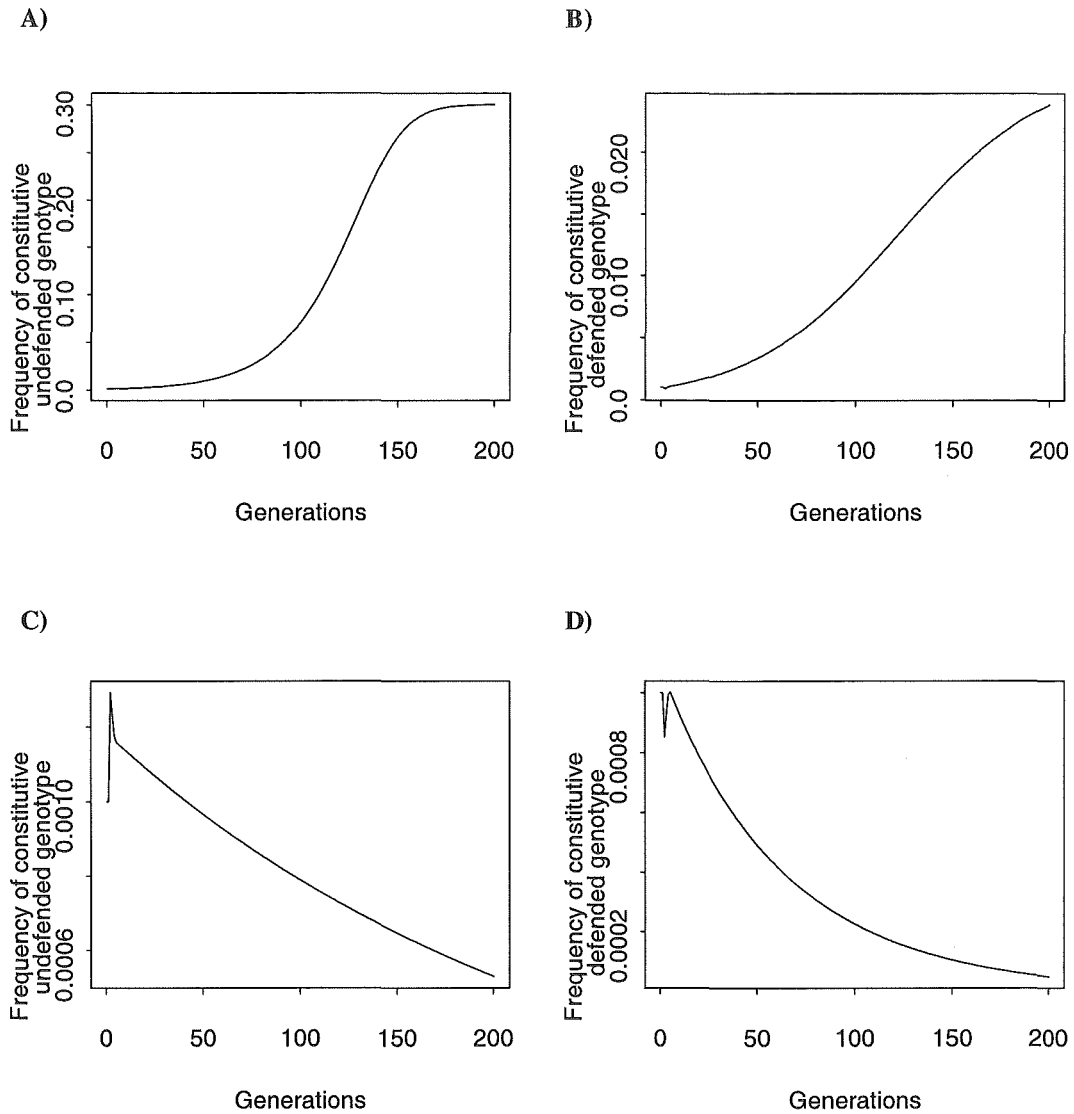 A)
Frequency of constitutive
undefended genotype
0.0 0.10 0.20 0.30
0 50 100 150 200
Generations
B)
Frequency of constitutive
defended genotype
0.0 0.010 0.020
0 50 100 150 200
Generations
C)
Frequency of constitutive
undefended genotype
0.0006 0.0010
0 50 100 150 200
Generations
D)
Frequency of constitutive
defended genotype
0.0002 0.0008
0 50 100 150 200
Generations